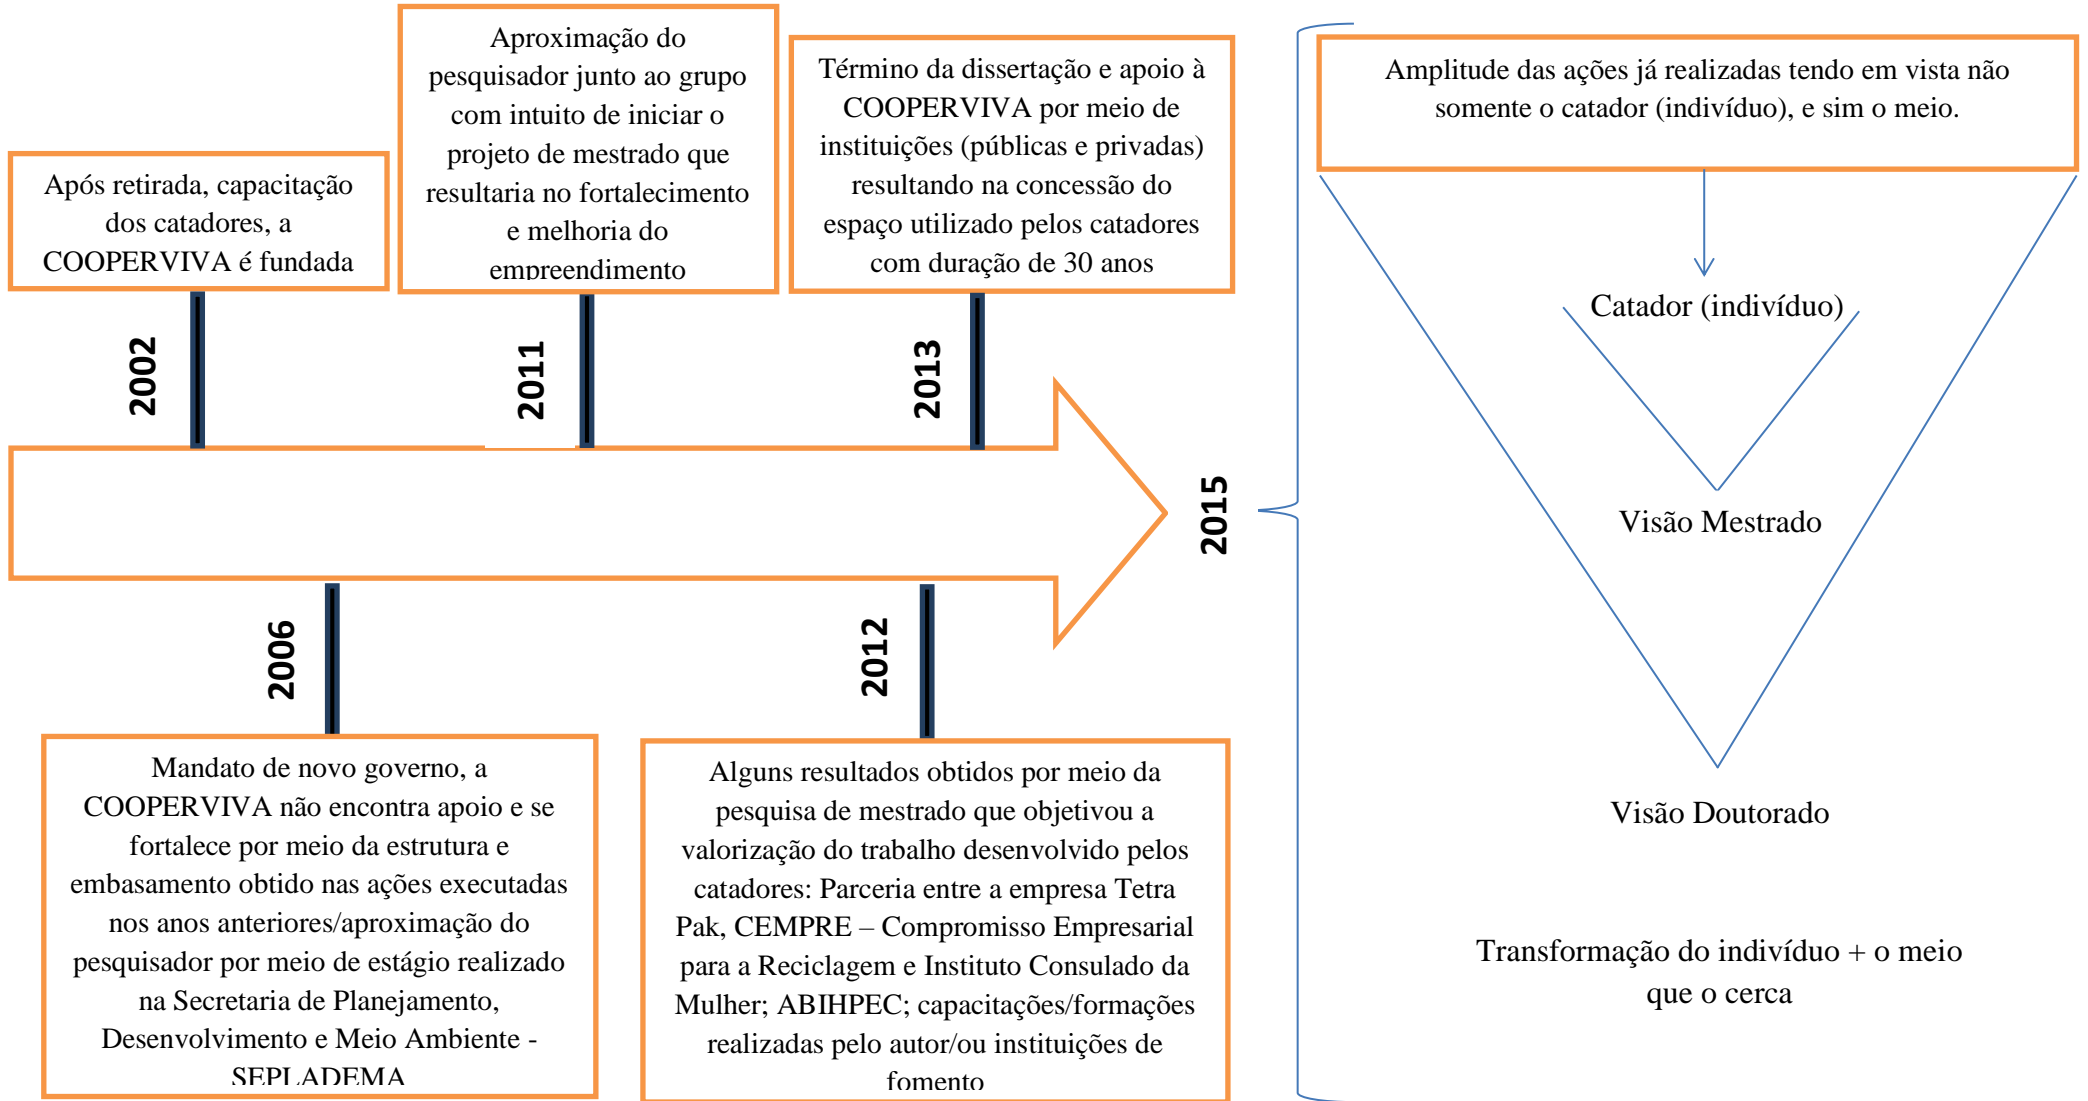 Após retirada, capacitação
dos catadores, a
COOPERVIVA é fundada
2002
Aproximação do
pesquisador junto ao grupo
com intuito de iniciar o
projeto de mestrado que
resultaria no fortalecimento
e melhoria do
empreendimento
2011
Término da dissertação e apoio à
COOPERVIVA por meio de
instituições (públicas e privadas)
resultando na concessão do
espaço utilizado pelos catadores
com duração de 30 anos
2013
2006
Mandato de novo governo, a
COOPERVIVA não encontra apoio e se
fortalece por meio da estrutura e
embasamento obtido nas ações executadas
nos anos anteriores/aproximação do
pesquisador por meio de estágio realizado
na Secretaria de Planejamento,
Desenvolvimento e Meio Ambiente -
SEPLADEMA
2012
Alguns resultados obtidos por meio da
pesquisa de mestrado que objetivou a
valorização do trabalho desenvolvido pelos
catadores: Parceria entre a empresa Tetra
Pak, CEMPRE – Compromisso Empresarial
para a Reciclagem e Instituto Consulado da
Mulher; ABIHPEC; capacitações/formações
realizadas pelo autor/ou instituições de
fomento
2015
Amplitude das ações já realizadas tendo em vista não
somente o catador (indivíduo), e sim o meio.
Catador (indivíduo)
Visão Mestrado
Visão Doutorado
Transformação do indivíduo + o meio
que o cerca